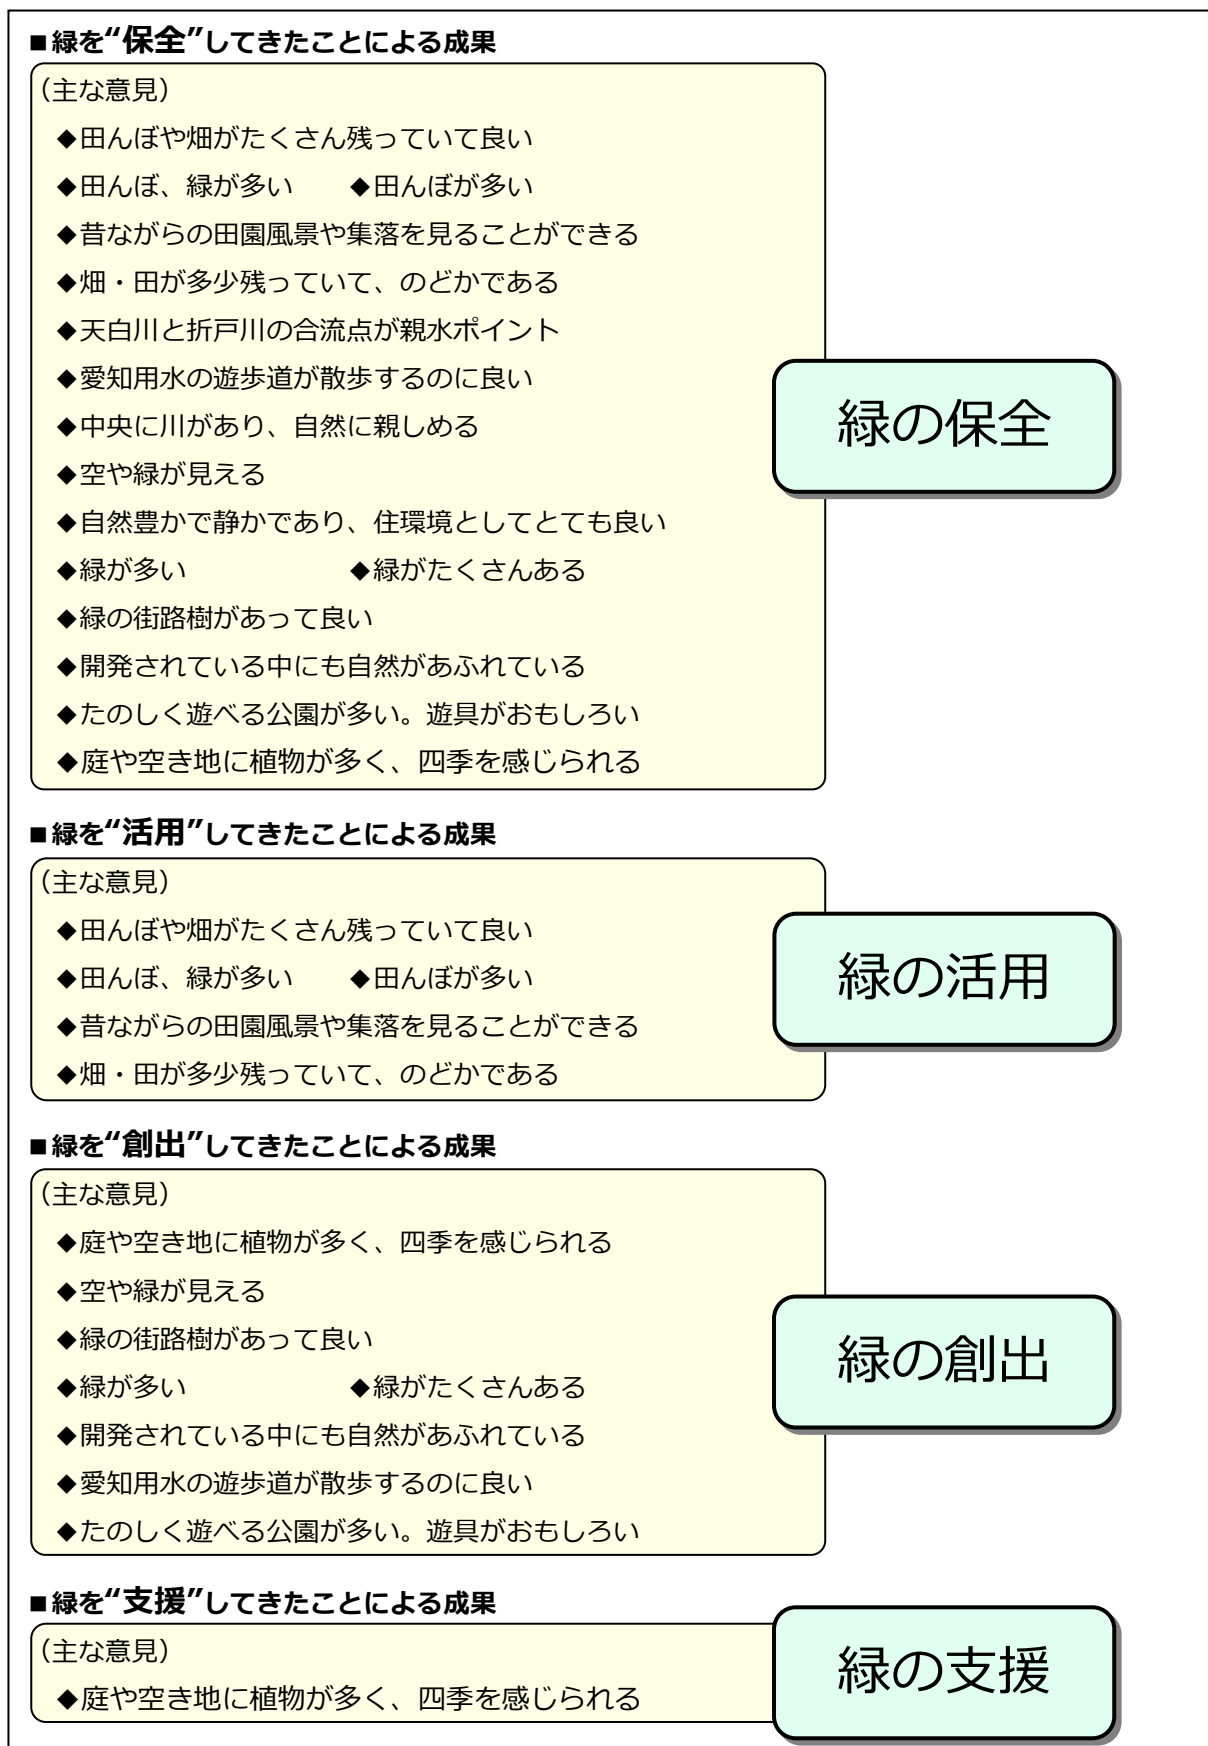 ■緑を“保全”してきたことによる成果
（主な意見）
◆田んぼや畑がたくさん残っていて良い
◆田んぼ、緑が多い　　◆田んぼが多い
◆昔ながらの田園風景や集落を見ることができる
◆畑・田が多少残っていて、のどかである
◆天白川と折戸川の合流点が親水ポイント
◆愛知用水の遊歩道が散歩するのに良い
◆中央に川があり、自然に親しめる
◆空や緑が見える
◆自然豊かで静かであり、住環境としてとても良い
◆緑が多い　　　　　　◆緑がたくさんある
◆緑の街路樹があって良い
◆開発されている中にも自然があふれている
◆たのしく遊べる公園が多い。遊具がおもしろい
◆庭や空き地に植物が多く、四季を感じられる
緑の保全
■緑を“活用”してきたことによる成果
（主な意見）
◆田んぼや畑がたくさん残っていて良い
◆田んぼ、緑が多い　　◆田んぼが多い
◆昔ながらの田園風景や集落を見ることができる
◆畑・田が多少残っていて、のどかである
緑の活用
■緑を“創出”してきたことによる成果
（主な意見）
◆庭や空き地に植物が多く、四季を感じられる
◆空や緑が見える
◆緑の街路樹があって良い
◆緑が多い　　　　　　◆緑がたくさんある
◆開発されている中にも自然があふれている
◆愛知用水の遊歩道が散歩するのに良い
◆たのしく遊べる公園が多い。遊具がおもしろい
緑の創出
■緑を“支援”してきたことによる成果
（主な意見）
◆庭や空き地に植物が多く、四季を感じられる
緑の支援